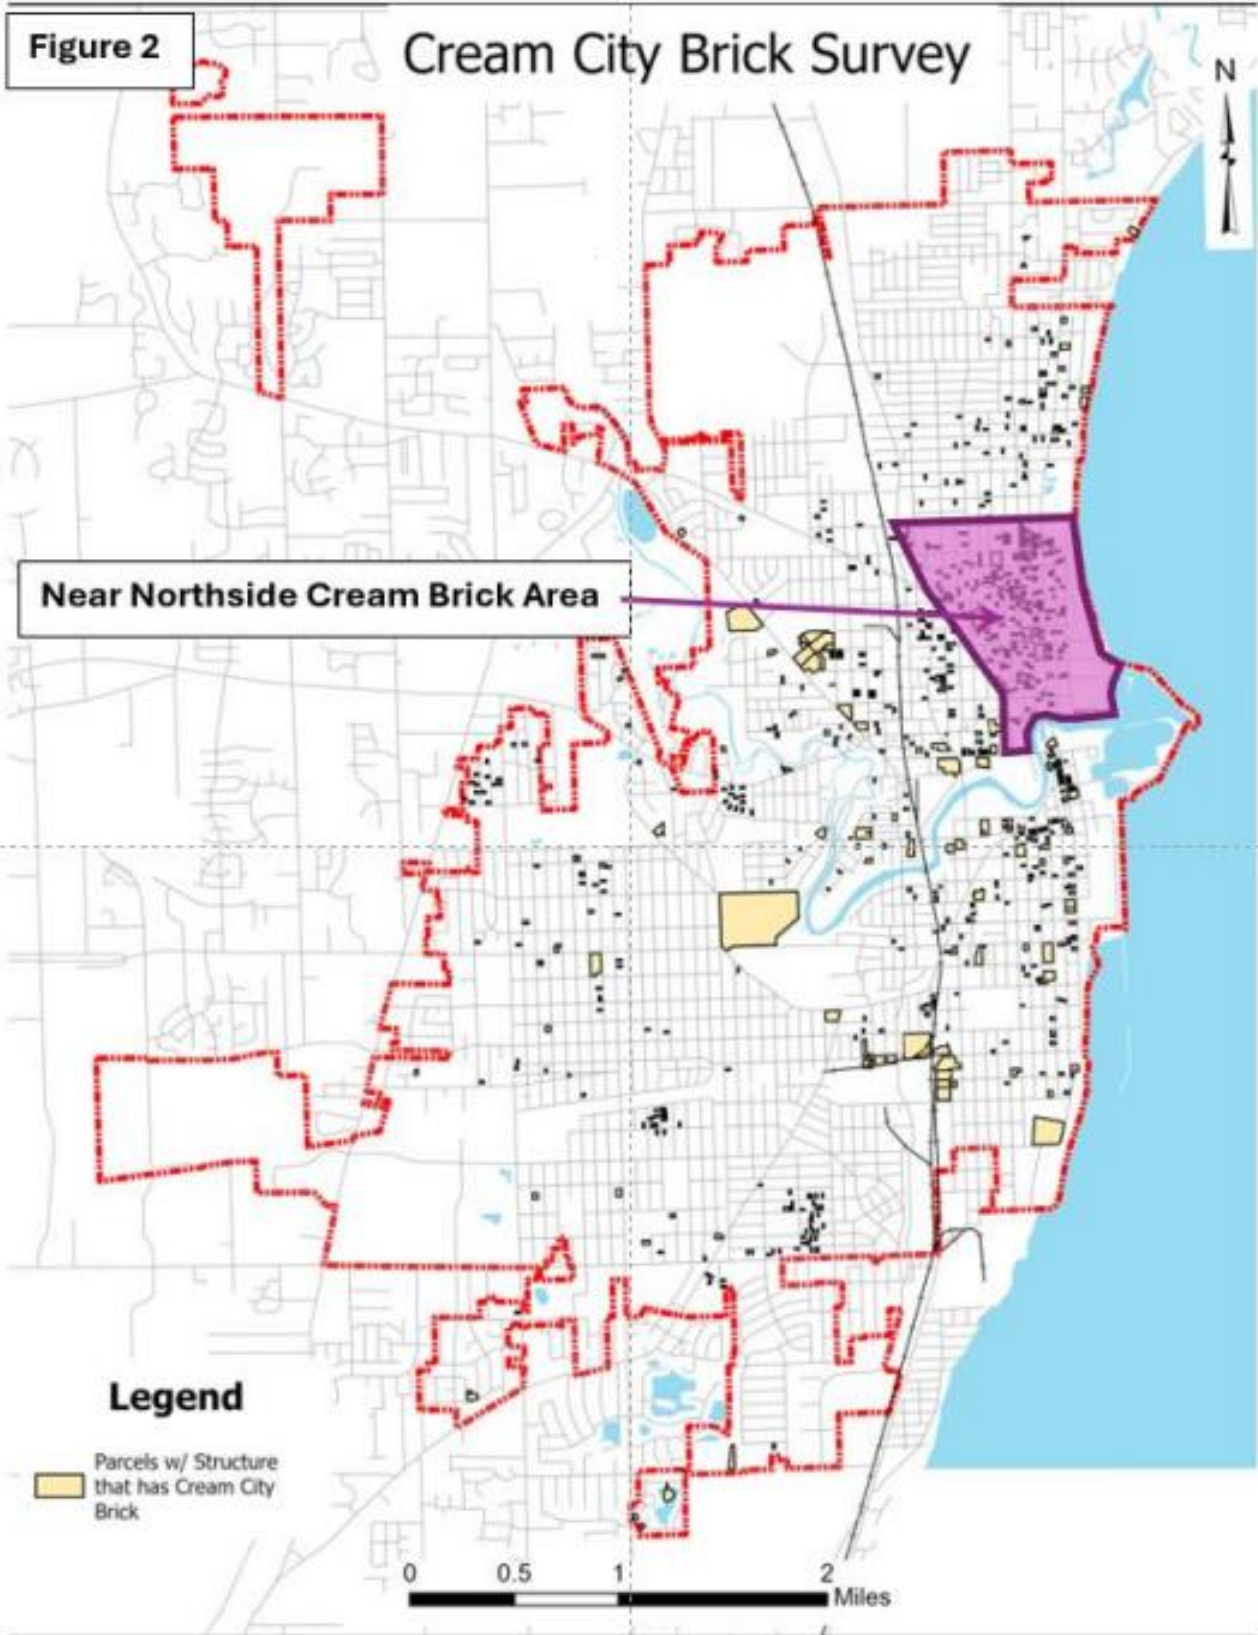 Figure 2
Cream City Brick Survey
N
Near Northside Cream Brick Area
Legend
Parcels w/ Structure
that has Cream City
Brick
0 0.5 1 2
Miles